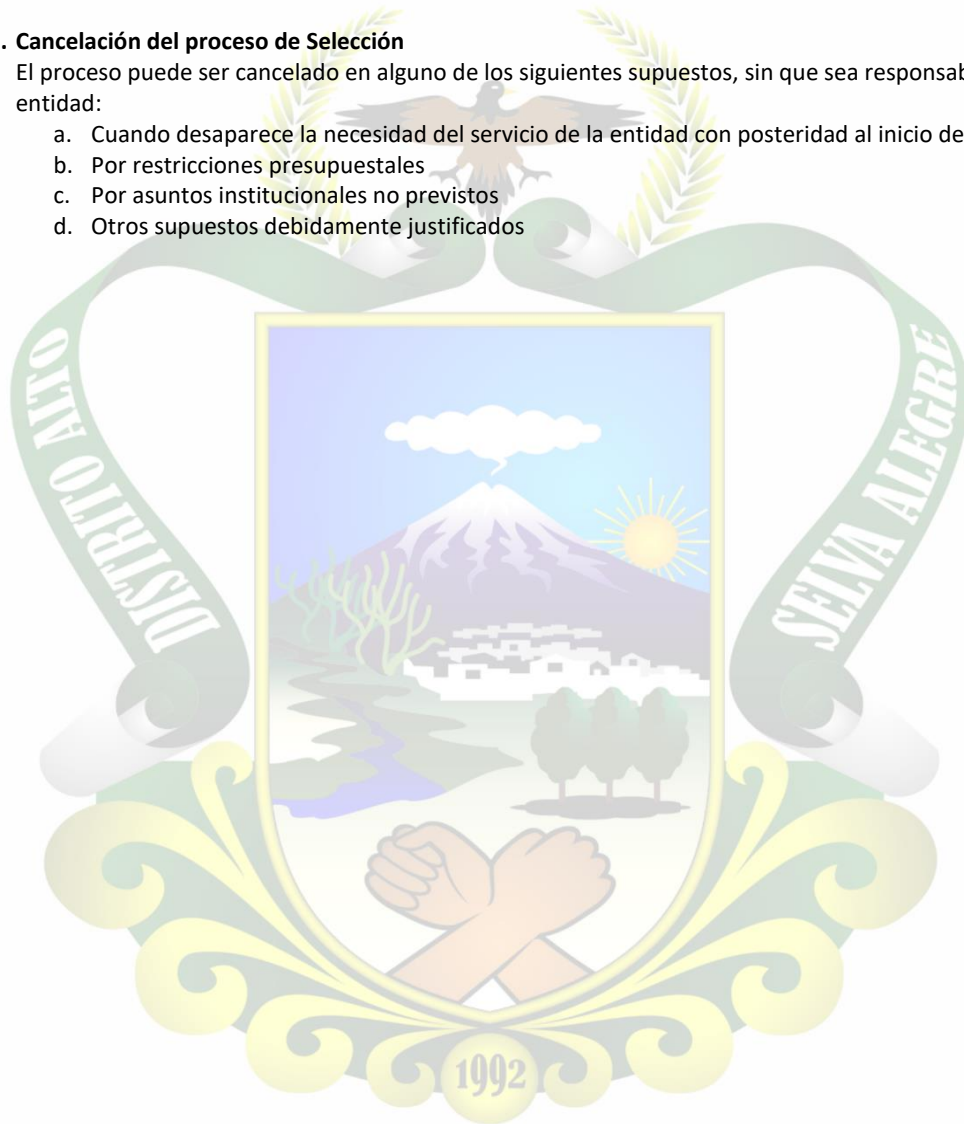 . Cancelación del proceso de Selección
El proceso puede ser cancelado en alguno de los siguientes supuestos, sin que sea
entidad:
a. Cuando desaparece la necesidad del servicio de la entidad con posteridad al inicio de
b. Por restricciones presupuestales
c. Por asuntos institucionales no previstos
d. Otros supuestos debidamente justificados
DISTRITO ALTO
SELVA ALEGRE
1992